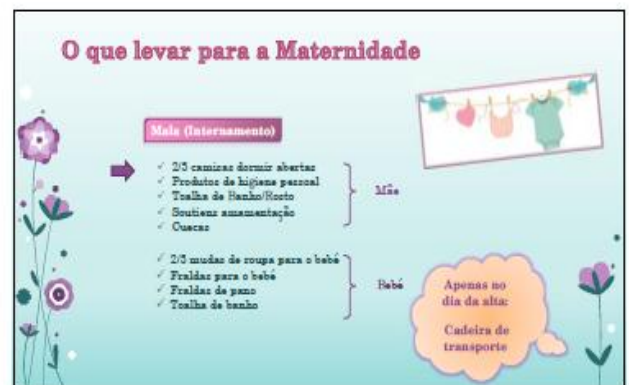 O que levar para a Maternidade
Mala (Internamento)
✓ 2/3 camisas dormir abertas
✓ Produtos de higiene pessoal
✓ Toalha de Banho/Rosto
✓ Soutiens amamentação
✓ Cuecas
Mãe
✓ 2/3 mudas de roupa para o bebé
✓ Fraldas para o bebé
✓ Fraldas de pano
✓ Toalha de banho
Bebé
Apenas no
dia da alta:
Cadeira de
transporte